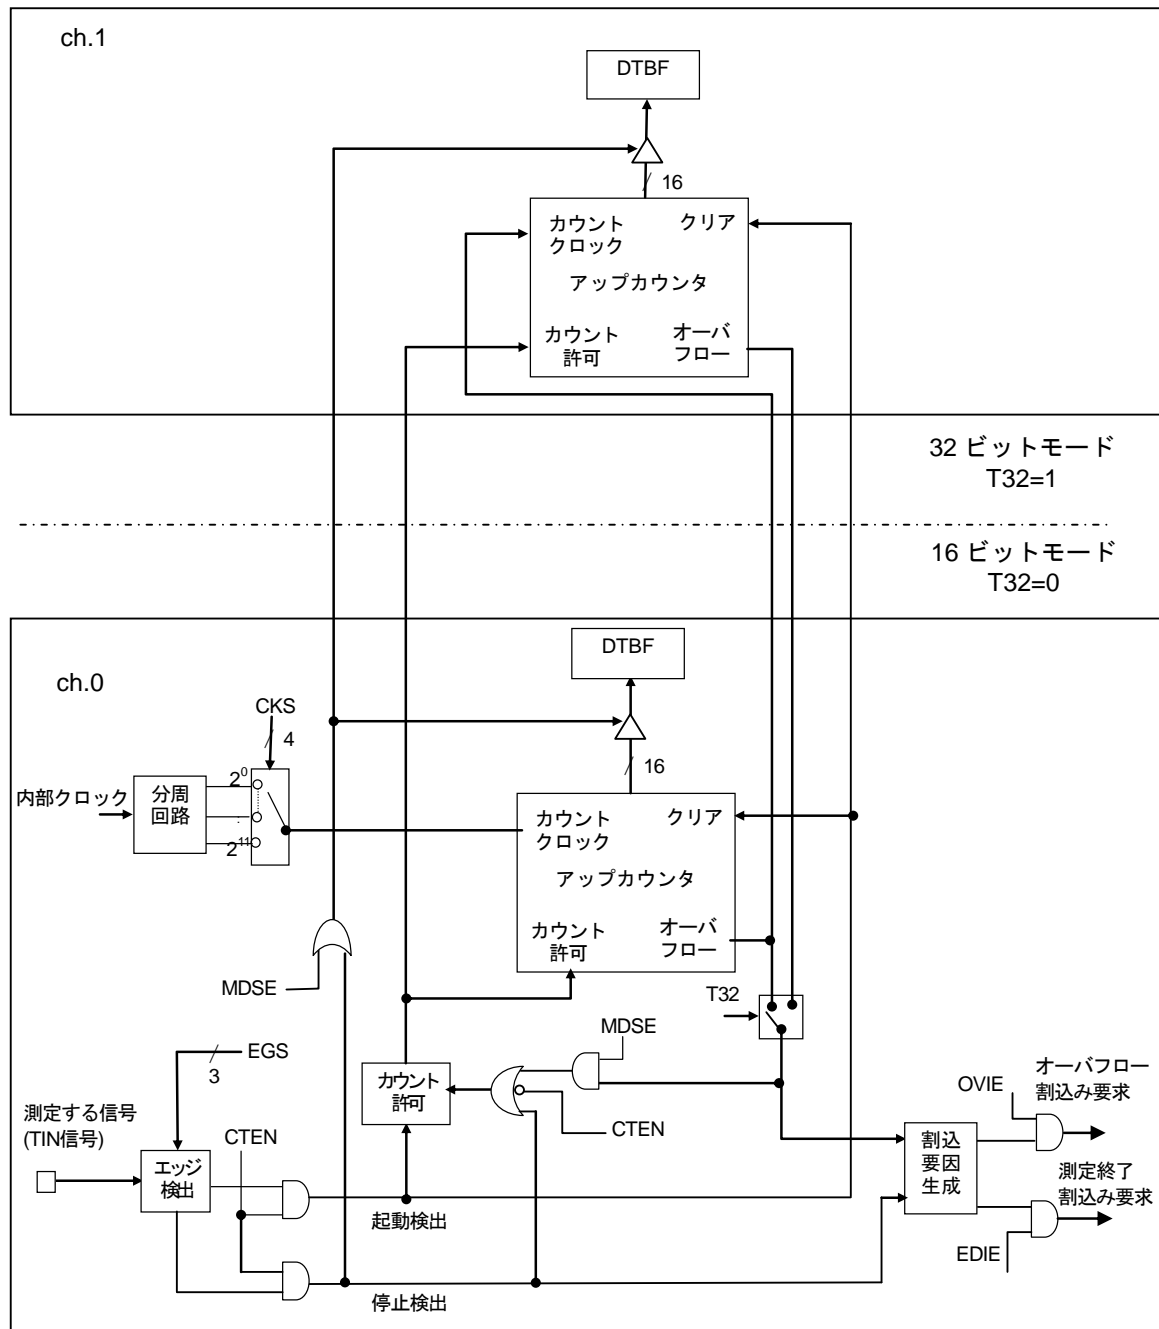 ch.1
DTBF
16
カウント
クロック
クリア
アップカウンタ
カウント
許可
オーバ
フロー
32 ビットモード
T32=1
16 ビットモード
T32=0
ch.0
DTBF
CKS
4
16
内部クロック
分周
回路
2⁰
:
2¹¹
カウント
クロック
クリア
アップカウンタ
カウント
許可
オーバ
フロー
MDSE
T32
MDSE
EGS
3
カウント
許可
CTEN
OVIE
オーバフロー
割込み要求
測定する信号
(TIN信号)
CTEN
エッジ
検出
起動検出
割込
要因
生成
測定終了
割込み要求
EDIE
停止検出